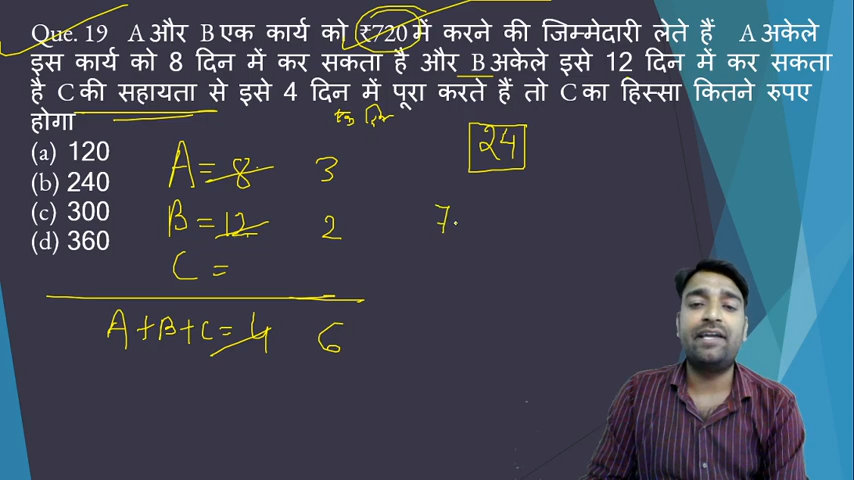 Que. 19 A और B एक कार्य को ₹720 में करने की जिम्मेदारी लेते हैं A अकेले
इस कार्य को 8 दिन में कर सकता है और B अकेले इसे 12 दिन में कर सकता
है C की सहायता से इसे 4 दिन में पूरा करते हैं तो C का हिस्सा कितने रुपए
होगा
एक दिन
(a) 120
(b) 240
(c) 300
(d) 360
24
A = 8 3
B = 12 2
7.
C =
A+B+C = 4 6